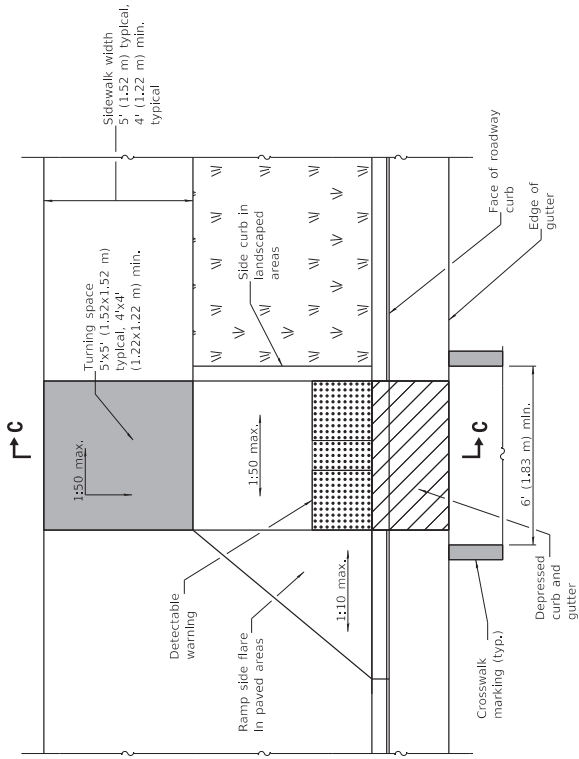 Sidewalk width
5' (1.52 m) typical,
4' (1.22 m) min.
typical
Turning space
5'x5' (1.52x1.52 m)
typical, 4'x4'
(1.22x1.22 m) min.
Side curb in
landscaped
areas
Face of roadway
curb
Edge of
gutter
C
1:50 max.
1:50 max.
C
6' (1.83 m) min.
Detectable
warning
Ramp side flare
In paved areas
1:10 max.
Crosswalk
marking (typ.)
Depressed
curb and
gutter